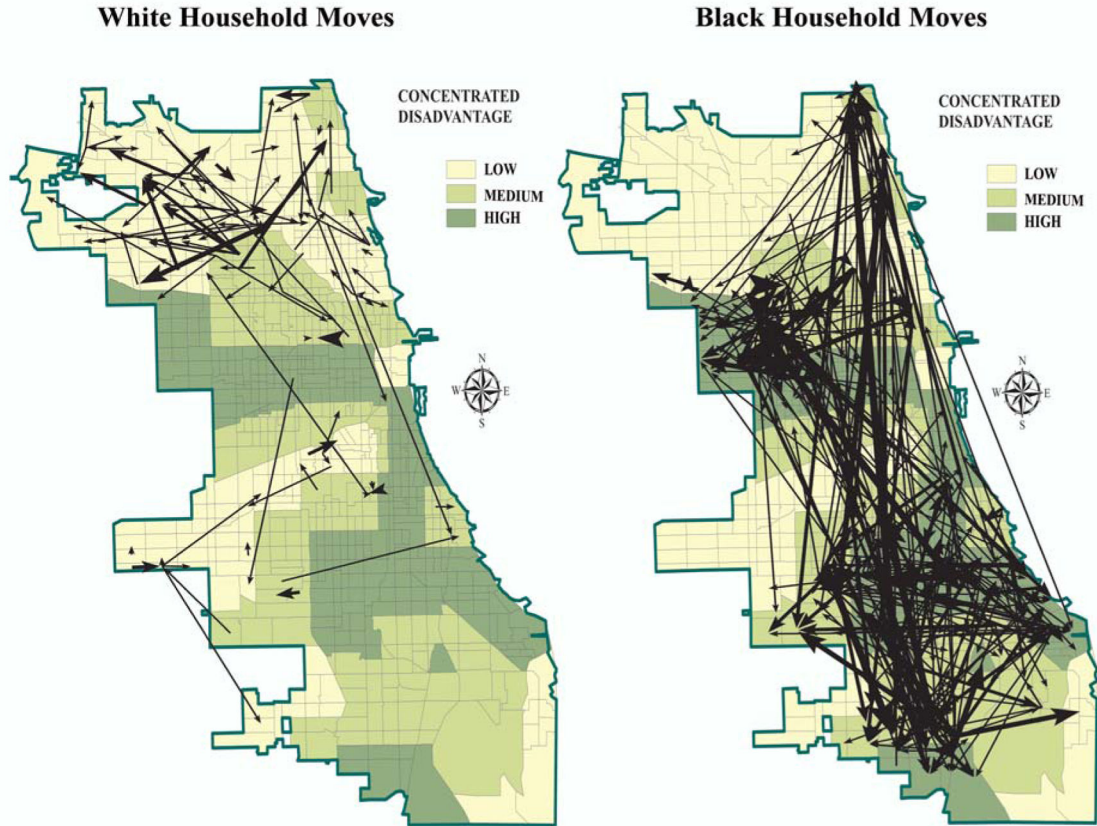 White Household Moves
CONCENTRATED
DISADVANTAGE
LOW
MEDIUM
HIGH
N
W E
S
Black Household Moves
CONCENTRATED
DISADVANTAGE
LOW
MEDIUM
HIGH
N
W E
S